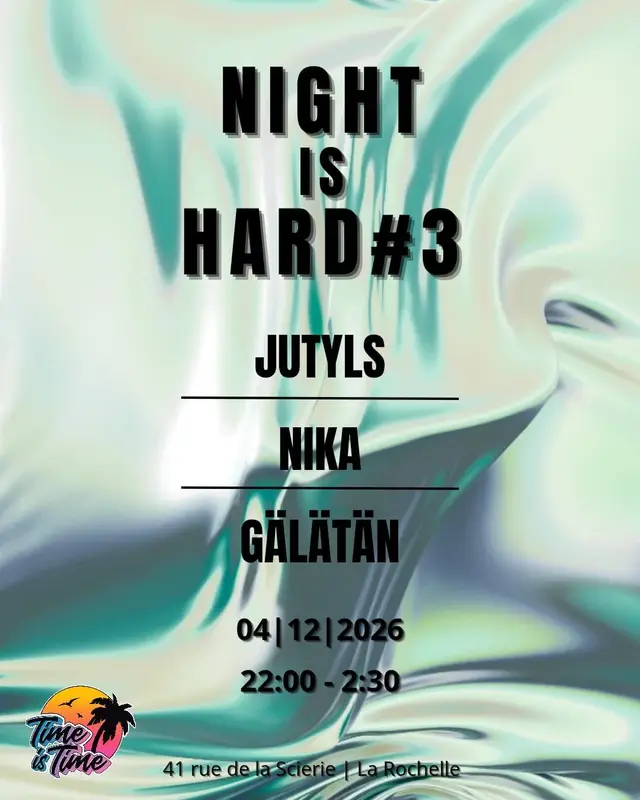 NIGHT
IS
HARD#3
JUTYLS
NIKA
GÄLÄTÄN
04|12|2026
22:00 - 2:30
Time
is Time
41 rue de la Scierie | La Rochelle